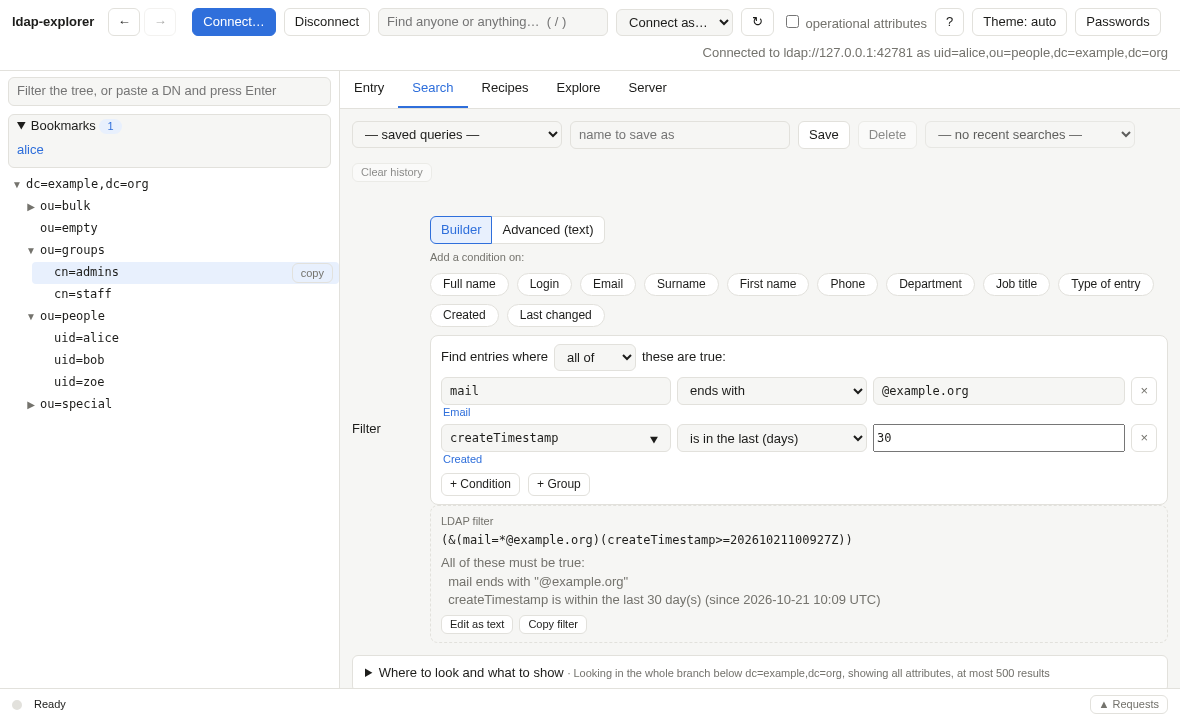 ldap-explorer ← → Connect… Disconnect Find anyone or anything… ( / ) Connect as… ↻ operational attributes ? Theme: auto Passwords
Connected to ldap://127.0.0.1:42781 as uid=alice,ou=people,dc=example,dc=org
Filter the tree, or paste a DN and press Enter
▼ Bookmarks 1
alice
▼ dc=example,dc=org
▶ ou=bulk
ou=empty
▼ ou=groups
cn=admins copy
cn=staff
▼ ou=people
uid=alice
uid=bob
uid=zoe
▶ ou=special
Entry Search Recipes Explore Server
— saved queries — name to save as Save Delete — no recent searches —
Clear history
Builder Advanced (text)
Add a condition on:
Full name Login Email Surname First name Phone Department Job title Type of entry
Created Last changed
Find entries where all of these are true:
mail ends with @example.org ×
Email
Filter
createTimestamp ▼ is in the last (days) 30 ×
Created
+ Condition + Group
LDAP filter
(&(mail=*@example.org)(createTimestamp>=20261021100927Z))
All of these must be true:
mail ends with "@example.org"
createTimestamp is within the last 30 day(s) (since 2026-10-21 10:09 UTC)
Edit as text Copy filter
▶ Where to look and what to show · Looking in the whole branch below dc=example,dc=org, showing all attributes, at most 500 results
Ready ▲ Requests